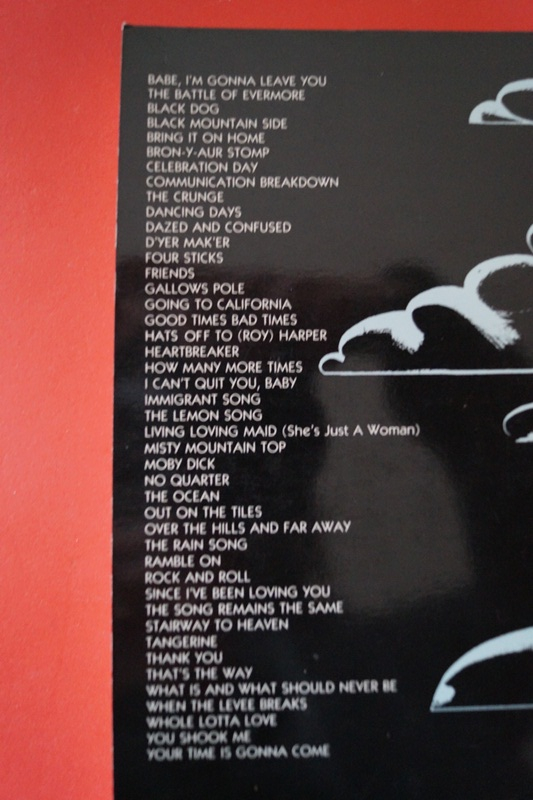 BABE, I'M GONNA LEAVE YOU
THE BATTLE OF EVERMORE
BLACK DOG
BLACK MOUNTAIN SIDE
BRING IT ON HOME
BRON-Y-AUR STOMP
CELEBRATION DAY
COMMUNICATION BREAKDOWN
THE CRUNGE
DANCING DAYS
DAZED AND CONFUSED
D'YER MAK'ER
FOUR STICKS
FRIENDS
GALLOWS POLE
GOING TO CALIFORNIA
GOOD TIMES BAD TIMES
HATS OFF TO (ROY) HARPER
HEARTBREAKER
HOW MANY MORE TIMES
I CAN'T QUIT YOU, BABY
IMMIGRANT SONG
THE LEMON SONG
LIVING LOVING MAID (She's Just A Woman)
MISTY MOUNTAIN TOP
MOBY DICK
NO QUARTER
THE OCEAN
OUT ON THE TILES
OVER THE HILLS AND FAR AWAY
THE RAIN SONG
RAMBLE ON
ROCK AND ROLL
SINCE I'VE BEEN LOVING YOU
THE SONG REMAINS THE SAME
STAIRWAY TO HEAVEN
TANGERINE
THANK YOU
THAT'S THE WAY
WHAT IS AND WHAT SHOULD NEVER BE
WHEN THE LEVEE BREAKS
WHOLE LOTTA LOVE
YOU SHOOK ME
YOUR TIME IS GONNA COME